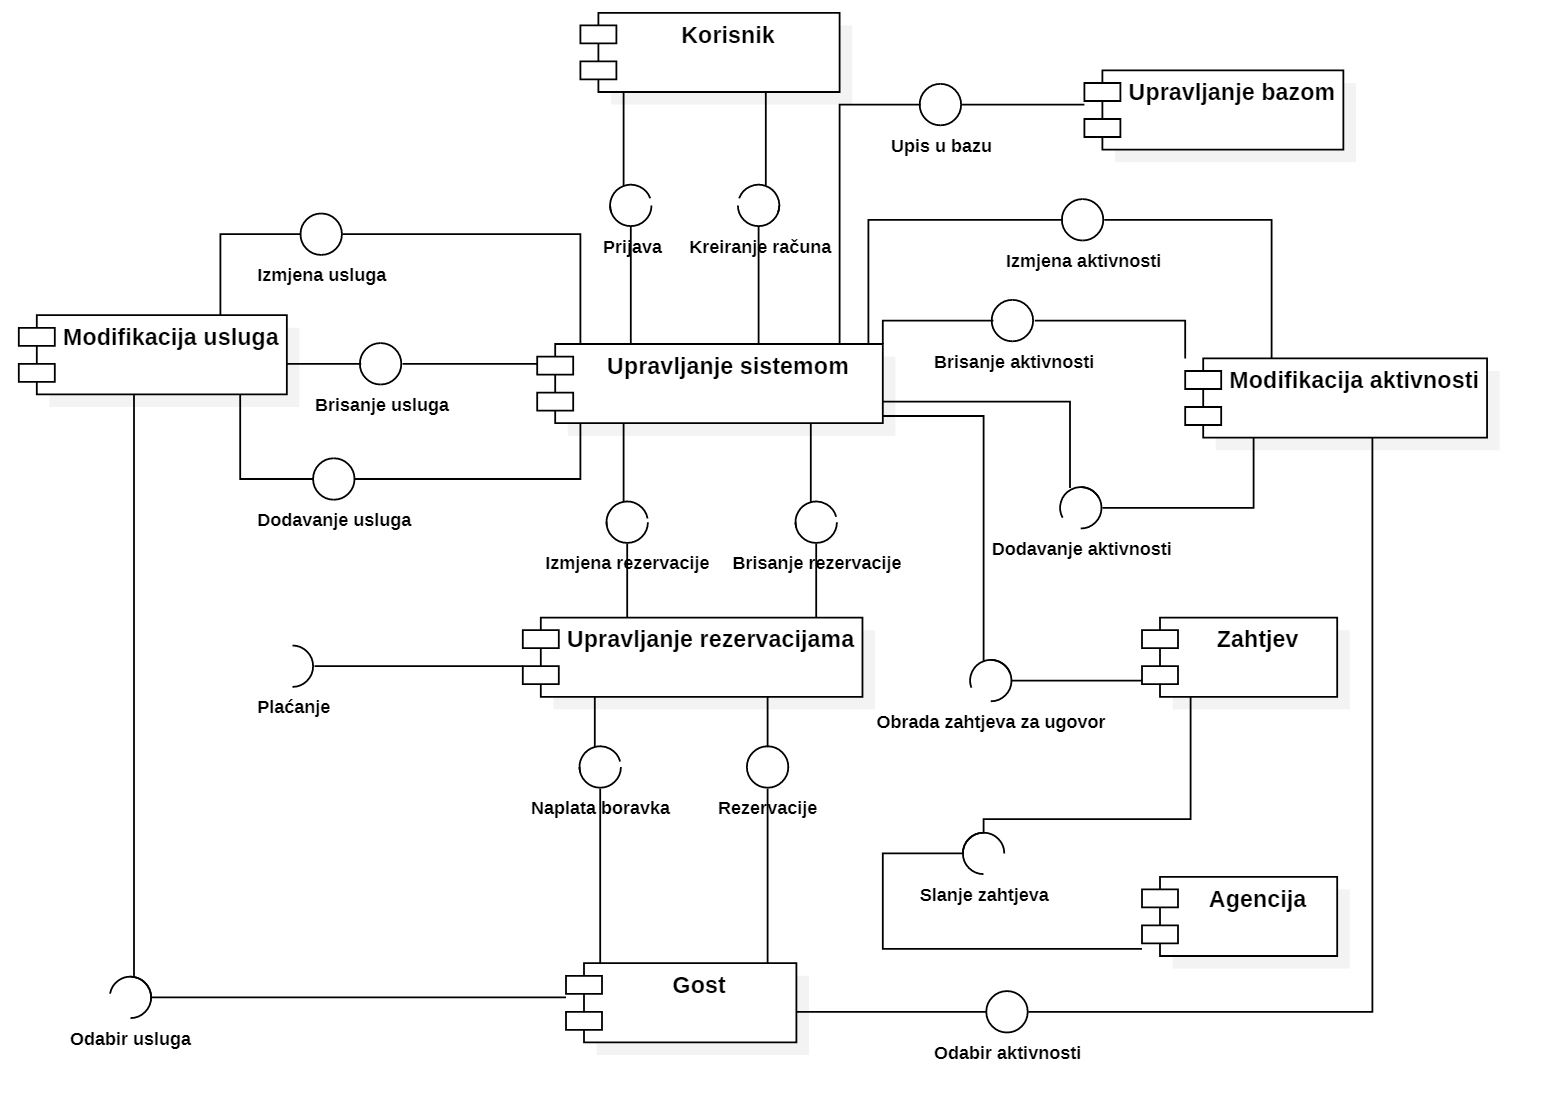 Korisnik
Upravljanje bazom
Upis u bazu
Prijava
Kreiranje računa
Izmjena usluga
Izmjena aktivnosti
Modifikacija usluga
Upravljanje sistemom
Brisanje aktivnosti
Modifikacija aktivnosti
Brisanje usluga
Dodavanje usluga
Izmjena rezervacije
Brisanje rezervacije
Dodavanje aktivnosti
Upravljanje rezervacijama
Zahtjev
Plaćanje
Obrada zahtjeva za ugovor
Naplata boravka
Rezervacije
Slanje zahtjeva
Agencija
Gost
Odabir usluga
Odabir aktivnosti